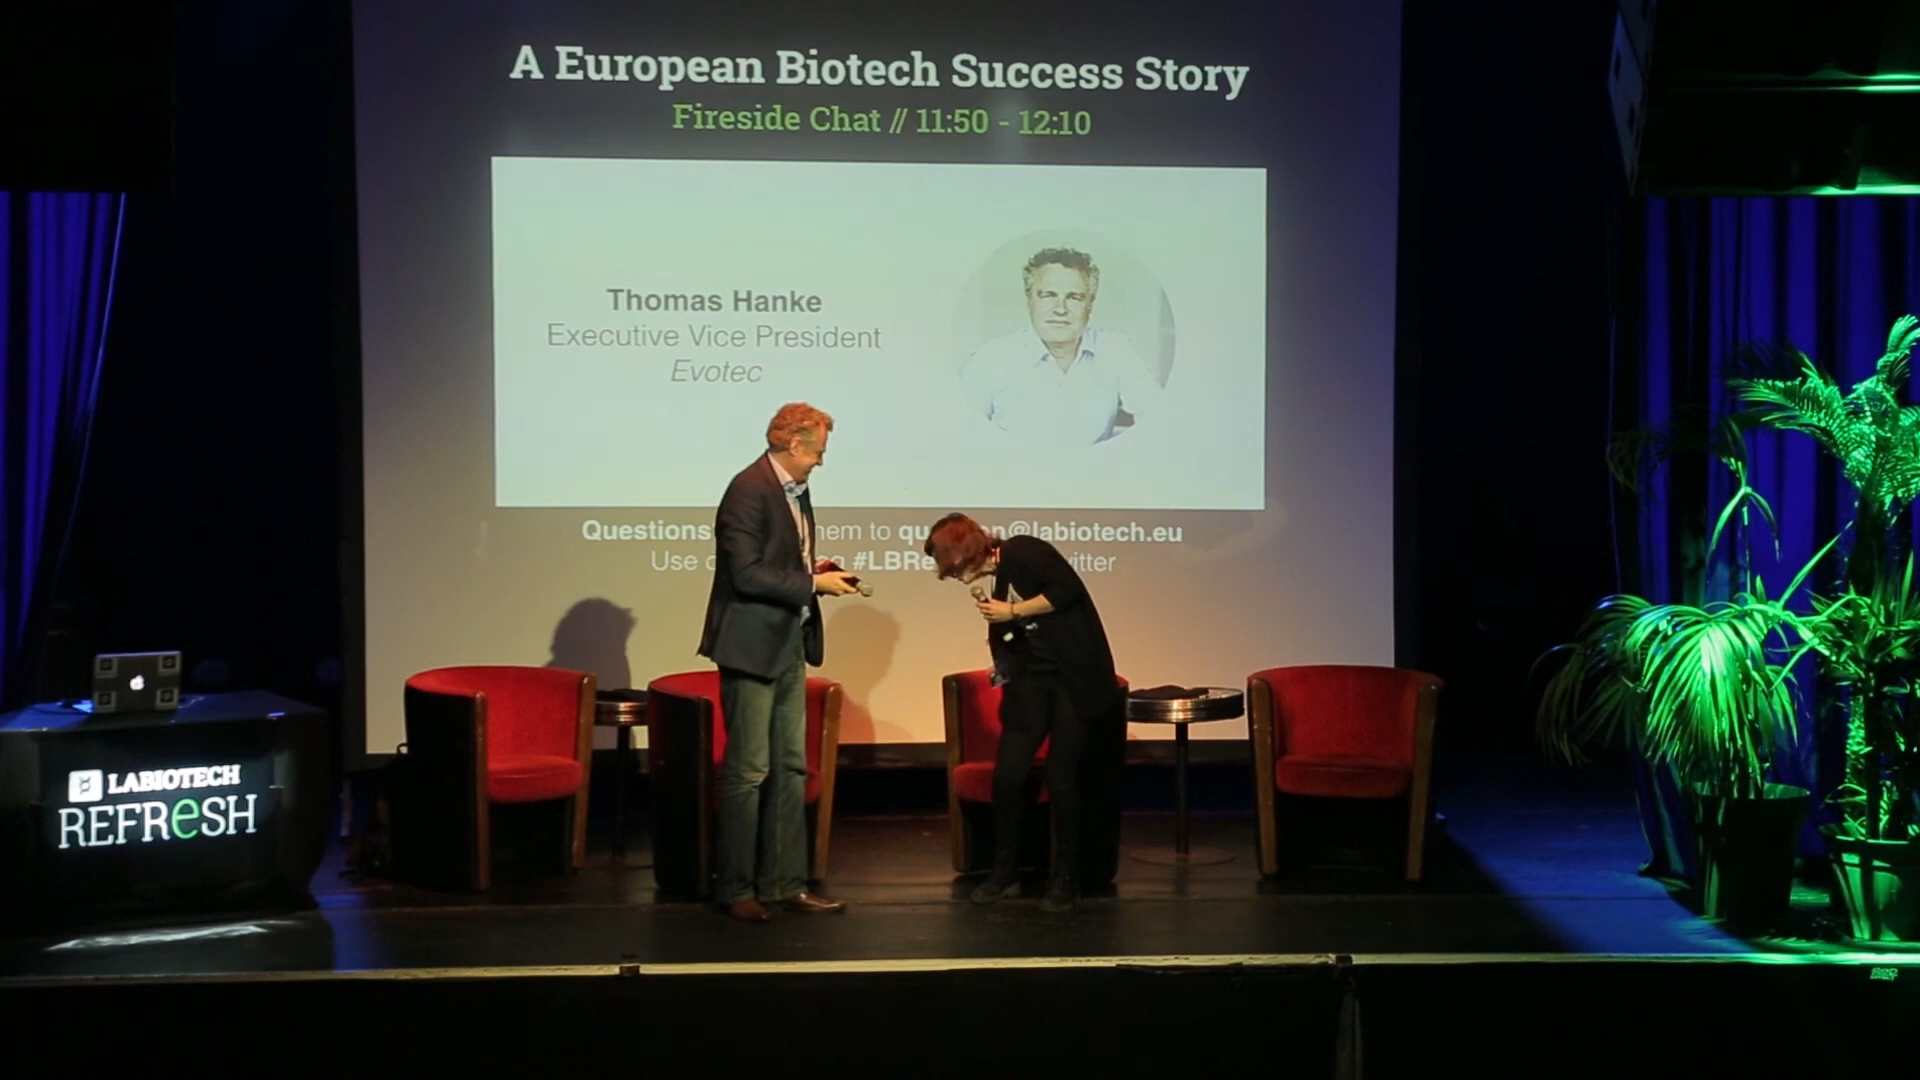 A European Biotech Success Story
Fireside Chat // 11:50 - 12:10
Thomas Hanke
Executive Vice President
Evotec
Questions hem to qu on@labiotech.eu
Use #LBRe itter
LABIOTECH
REFReSH